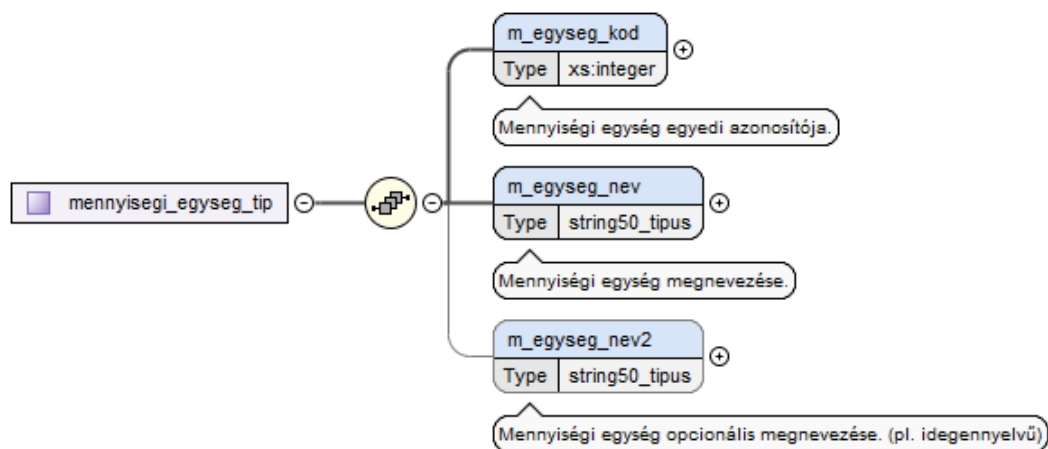 m_egyseg_kod
Type xs:integer
Mennyiségi egység egyedi azonosítója.
mennyisegi_egyseg_tip
m_egyseg_nev
Type string50_tipus
Mennyiségi egység megnevezése.
m_egyseg_nev2
Type string50_tipus
Mennyiségi egység opcionális megnevezése. (pl. idegennyelvű)